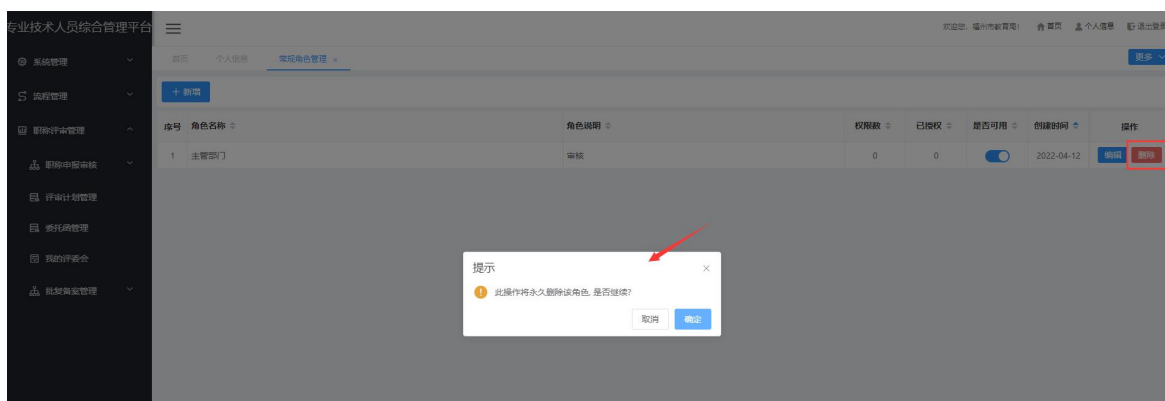 专业技术人员综合管理平台
欢迎您, 福州市教育局! 首页 个人信息 退出登录
系统管理
首页 个人信息 常规角色管理 ×
更多
流程管理
+ 新增
职称评审管理
序号 角色名称 角色说明 权限数 已授权 是否可用 创建时间 操作
1 主管部门 审核 0 0 2022-04-12 编辑 删除
职称申报审核
评审计划管理
委托函管理
我的评委会
批复备案管理
提示 ×
此操作将永久删除该角色, 是否继续?
取消 确定